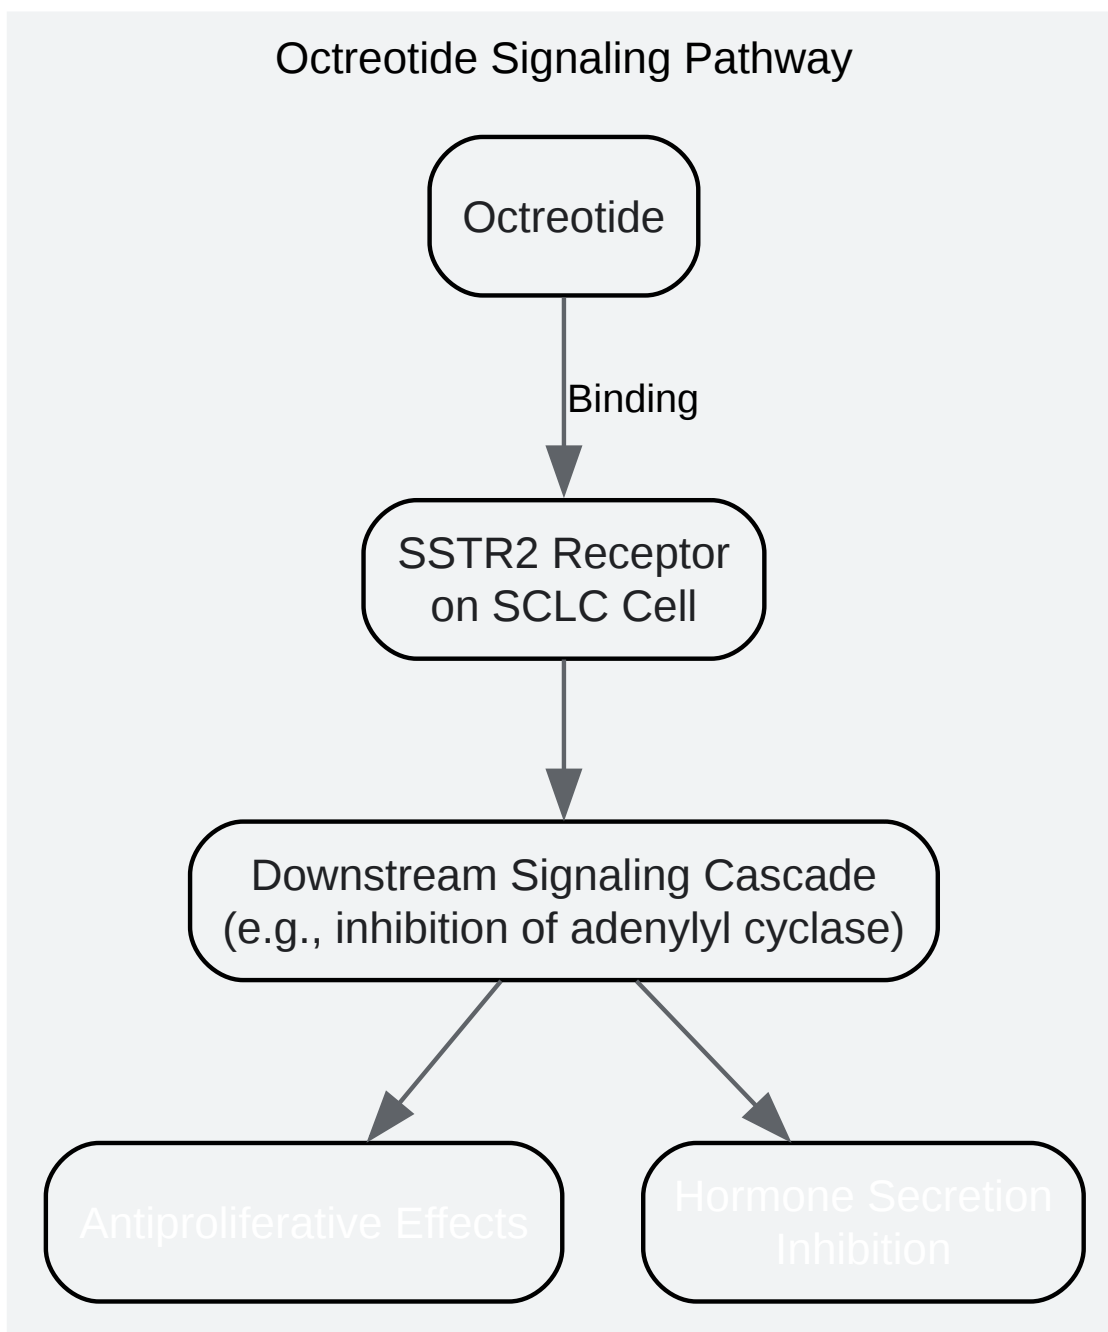 Octreotide Signaling Pathway
Octreotide
Binding
SSTR2 Receptor
on SCLC Cell
Downstream Signaling Cascade
(e.g., inhibition of adenylyl cyclase)
Antiproliferative Effects
Hormone Secretion
Inhibition